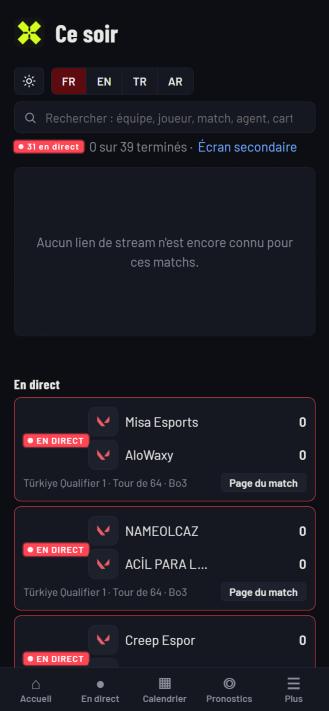 Ce soir
FR EN TR AR
Rechercher : équipe, joueur, match, agent, cart
31 en direct 0 sur 39 terminés · Écran secondaire
Aucun lien de stream n'est encore connu pour
ces matchs.
En direct
Misa Esports 0
EN DIRECT
AloWaxy 0
Türkiye Qualifier 1 · Tour de 64 · Bo3 Page du match
NAMEOLCAZ 0
EN DIRECT
ACİL PARA L... 0
Türkiye Qualifier 1 · Tour de 64 · Bo3 Page du match
Creep Espor 0
EN DIRECT
Accueil En direct Calendrier Pronostics Plus